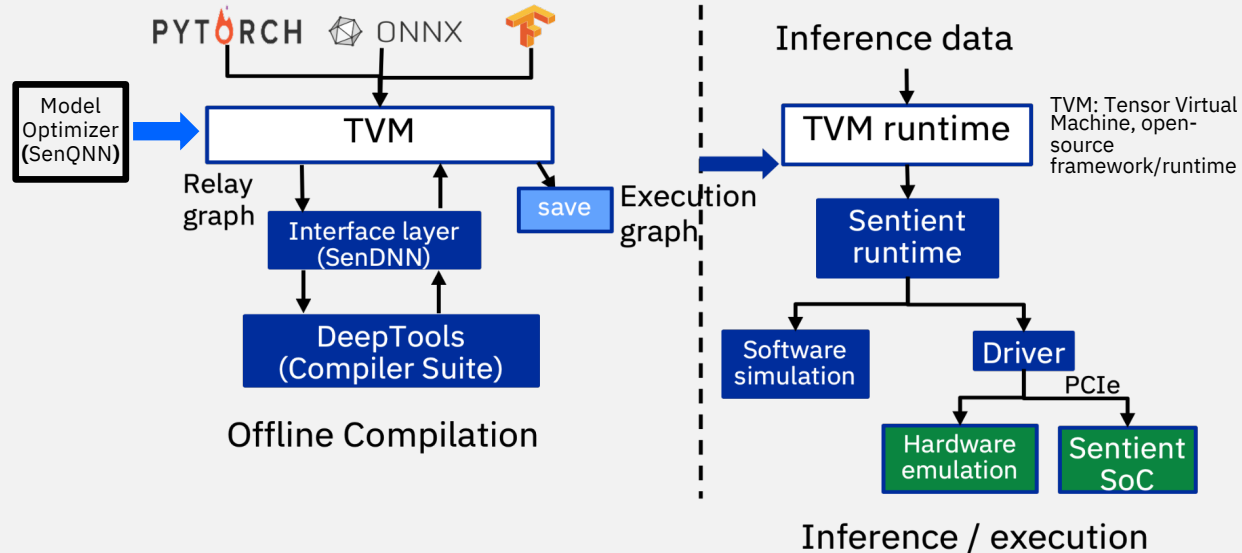 PYTORCH
ONNX
Model
Optimizer
(SenQNN)
TVM
Relay
graph
save
Execution
graph
Interface layer
(SenDNN)
DeepTools
(Compiler Suite)
Offline Compilation
Inference data
TVM runtime
TVM: Tensor Virtual
Machine, open-
source
framework/runtime
Sentient
runtime
Software
simulation
Driver
PCIe
Hardware
emulation
Sentient
SoC
Inference / execution